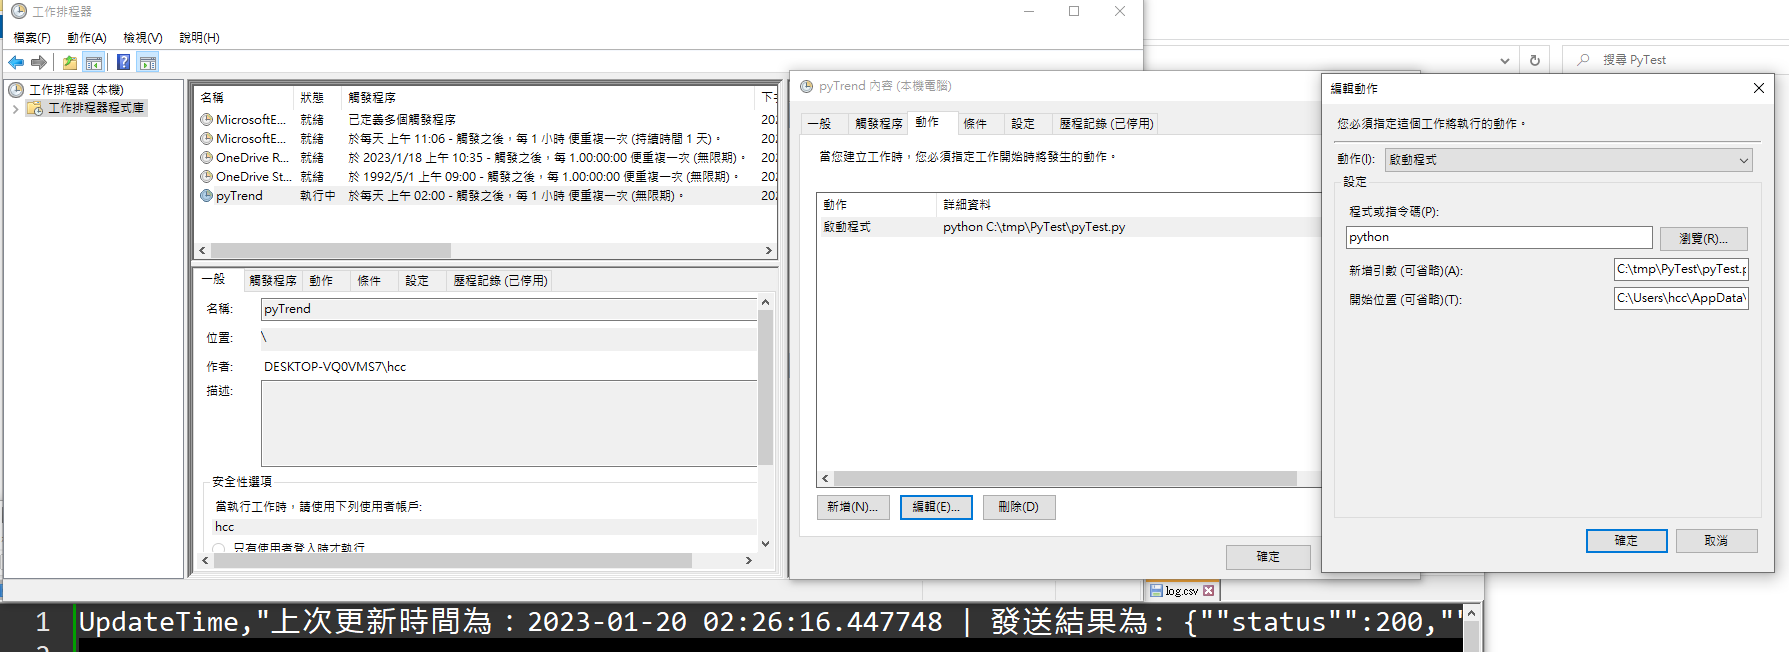 工作排程器
檔案(F) 動作(A) 檢視(V) 說明(H)
工作排程器 (本機)
工作排程器程式庫
名稱 狀態 觸發程序
MicrosoftE... 就緒 已定義多個觸發程序
MicrosoftE... 就緒 於每天 上午 11:06 - 觸發之後，每 1 小時 便重複一次 (持續時間 1 天)。
OneDrive R... 就緒 於 2023/1/18 上午 10:35 - 觸發之後，每 1.00:00:00 便重複一次 (無限期)。
OneDrive St... 就緒 於 1992/5/1 上午 09:00 - 觸發之後，每 1.00:00:00 便重複一次 (無限期)。
pyTrend 執行中 於每天 上午 02:00 - 觸發之後，每 1 小時 便重複一次 (無限期)。
一般 觸發程序 動作 條件 設定 歷程記錄 (已停用)
名稱: pyTrend
位置: \
作者: DESKTOP-VQ0VMS7\hcc
描述:
安全性選項
當執行工作時，請使用下列使用者帳戶:
hcc
只有使用者登入時才執行
pyTrend 內容 (本機電腦)
一般 觸發程序 動作 條件 設定 歷程記錄 (已停用)
當您建立工作時，您必須指定工作開始時將發生的動作。
動作 詳細資料
啟動程式 python C:\tmp\PyTest\pyTest.py
新增(N)... 編輯(E)... 刪除(D)
確定
搜尋 PyTest
編輯動作
您必須指定這個工作將執行的動作。
動作(I): 啟動程式
設定
程式或指令碼(P):
python 瀏覽(R)...
新增引數 (可省略)(A): C:\tmp\PyTest\pyTest.p
開始位置 (可省略)(T): C:\Users\hcc\AppData\
確定 取消
log.csv
1 UpdateTime,"上次更新時間為：2023-01-20 02:26:16.447748 | 發送結果為: {""status"":200,""